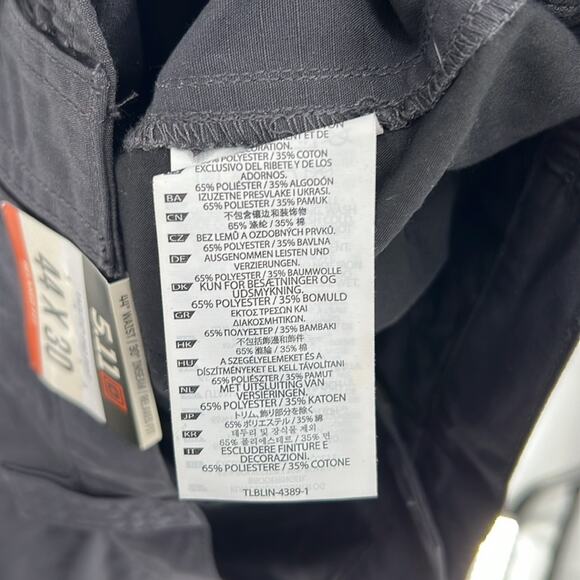 ORATION.
65% POLYESTER / 35% COTON
EXCLUSIVO DEL RIBETE Y DE LOS
ADORNOS.
65% POLIÉSTER / 35% ALGODÓN
BA IZUZETNE PRESVLAKE I UKRASI.
65% POLIESTER / 35% PAMUK
CN 不包含镶边和装饰物
65% 涤纶 / 35% 棉
CZ BEZ LEMŮ A OZDOBNÝCH PRVKŮ.
65% POLYESTER / 35% BAVLNA
DE AUSGENOMMEN LEISTEN UND
VERZIERUNGEN.
65% POLYESTER / 35% BAUMWOLLE
DK KUN FOR BESÆTNINGER OG
UDSMYKNING.
65% POLYESTER / 35% BOMULD
GR ΕΚΤΟΣ ΤΡΕΣΩΝ ΚΑΙ
ΔΙΑΚΟΣΜΗΤΙΚΩΝ.
65% ΠΟΛΥΕΣΤΕΡ / 35% ΒΑΜΒΑΚΙ
HK 不包括滾邊和飾件
65% 滌綸 / 35% 棉
HU A SZEGÉLYELEMEKET ÉS A
DÍSZÍTMÉNYEKET EL KELL TÁVOLÍTANI
65% POLIÉSZTER / 35% PAMUT
NL MET UITSLUITING VAN
VERSIERINGEN.
65% POLYESTER / 35% KATOEN
JP トリム、飾り部分を除く
65% ポリエステル / 35% 綿
KR 테두리 및 장식물 제외
65% 폴리에스테르 / 35% 면
IT ESCLUDERE FINITURE E
DECORAZIONI.
65% POLIESTERE / 35% COTONE
TLBLIN-4389-1
44 X 30
5.11
44" WAIST / 30" INSEAM